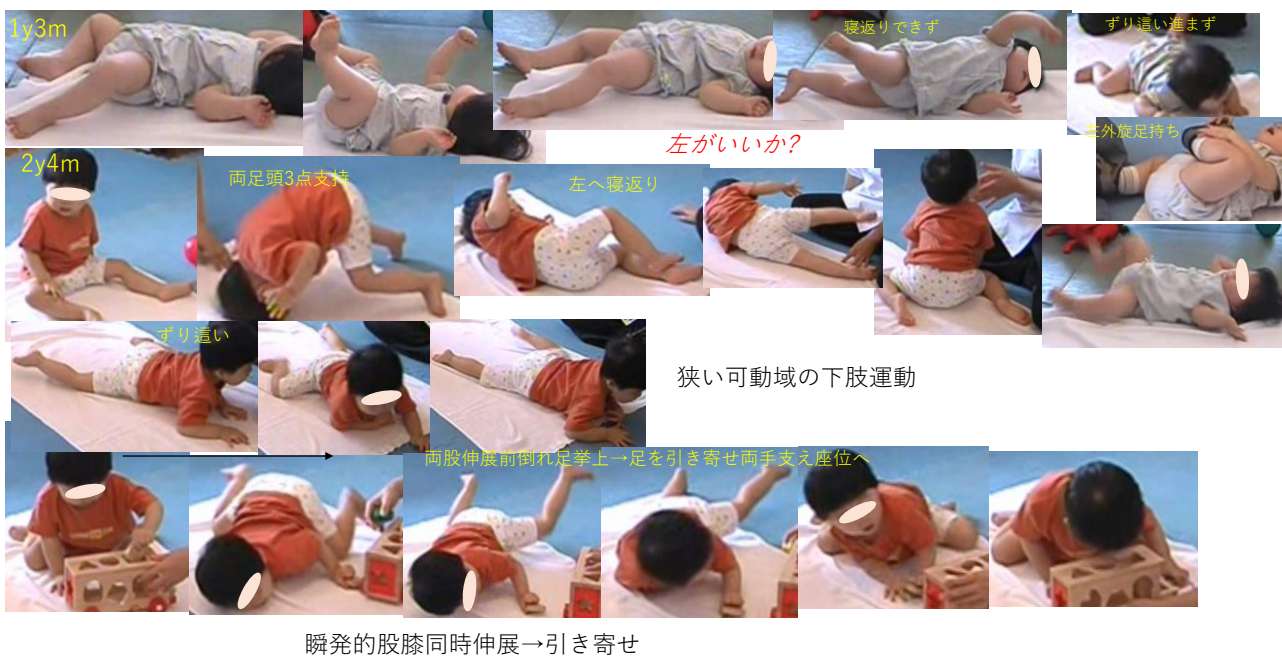 1y3m
寝返りできず
ずり這い進まず
左がいいか?
左外旋足持ち
2y4m
両足頭3点支持
左へ寝返り
ずり這い
狭い可動域の下肢運動
両股伸展前倒れ足挙上→足を引き寄せ両手支え座位へ
瞬発的股膝同時伸展→引き寄せ